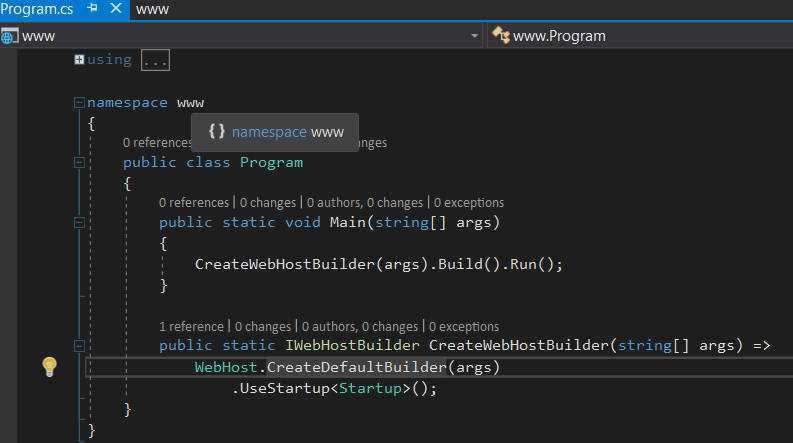 Program.cs www
www www.Program
using ...
namespace www
{
{ } namespace www
0 references anges
public class Program
{
0 references | 0 changes | 0 authors, 0 changes | 0 exceptions
public static void Main(string[] args)
{
CreateWebHostBuilder(args).Build().Run();
}
1 reference | 0 changes | 0 authors, 0 changes | 0 exceptions
public static IWebHostBuilder CreateWebHostBuilder(string[] args) =>
WebHost.CreateDefaultBuilder(args)
.UseStartup<Startup>();
}
}